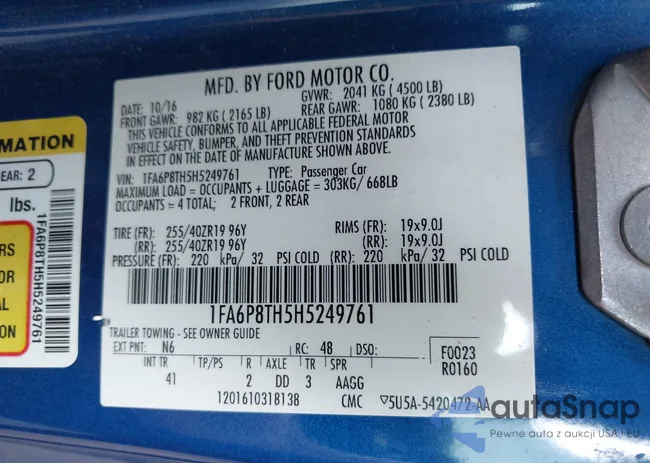 MFD. BY FORD MOTOR CO.
DATE: 10/16 GVWR: 2041 KG ( 4500 LB)
FRONT GAWR: 982 KG ( 2165 LB) REAR GAWR: 1080 KG ( 2380 LB)
THIS VEHICLE CONFORMS TO ALL APPLICABLE FEDERAL MOTOR
VEHICLE SAFETY, BUMPER, AND THEFT PREVENTION STANDARDS
IN EFFECT ON THE DATE OF MANUFACTURE SHOWN ABOVE.
VIN: 1FA6P8TH5H5249761 TYPE: Passenger Car
MAXIMUM LOAD = OCCUPANTS + LUGGAGE = 303KG/ 668LB
OCCUPANTS = 4 TOTAL; 2 FRONT, 2 REAR
TIRE (FR): 255/40ZR19 96Y RIMS (FR): 19x9.0J
(RR): 255/40ZR19 96Y (RR): 19x9.0J
PRESSURE (FR): 220 kPa/ 32 PSI COLD (RR): 220 kPa/ 32 PSI COLD
1FA6P8TH5H5249761
TRAILER TOWING - SEE OWNER GUIDE
EXT PNT: N6 RC: 48 DSO: F0023
INT TR TP/PS R AXLE TR SPR R0160
41 2 DD 3 AAGG
1201610318138 CMC 5U5A-5420472-AA
MATION
EAR: 2
lbs.
1FA6P8TH5H5249761
RS
OR
AL
ION
autoSnap
Pewne auta z aukcji USA i EU